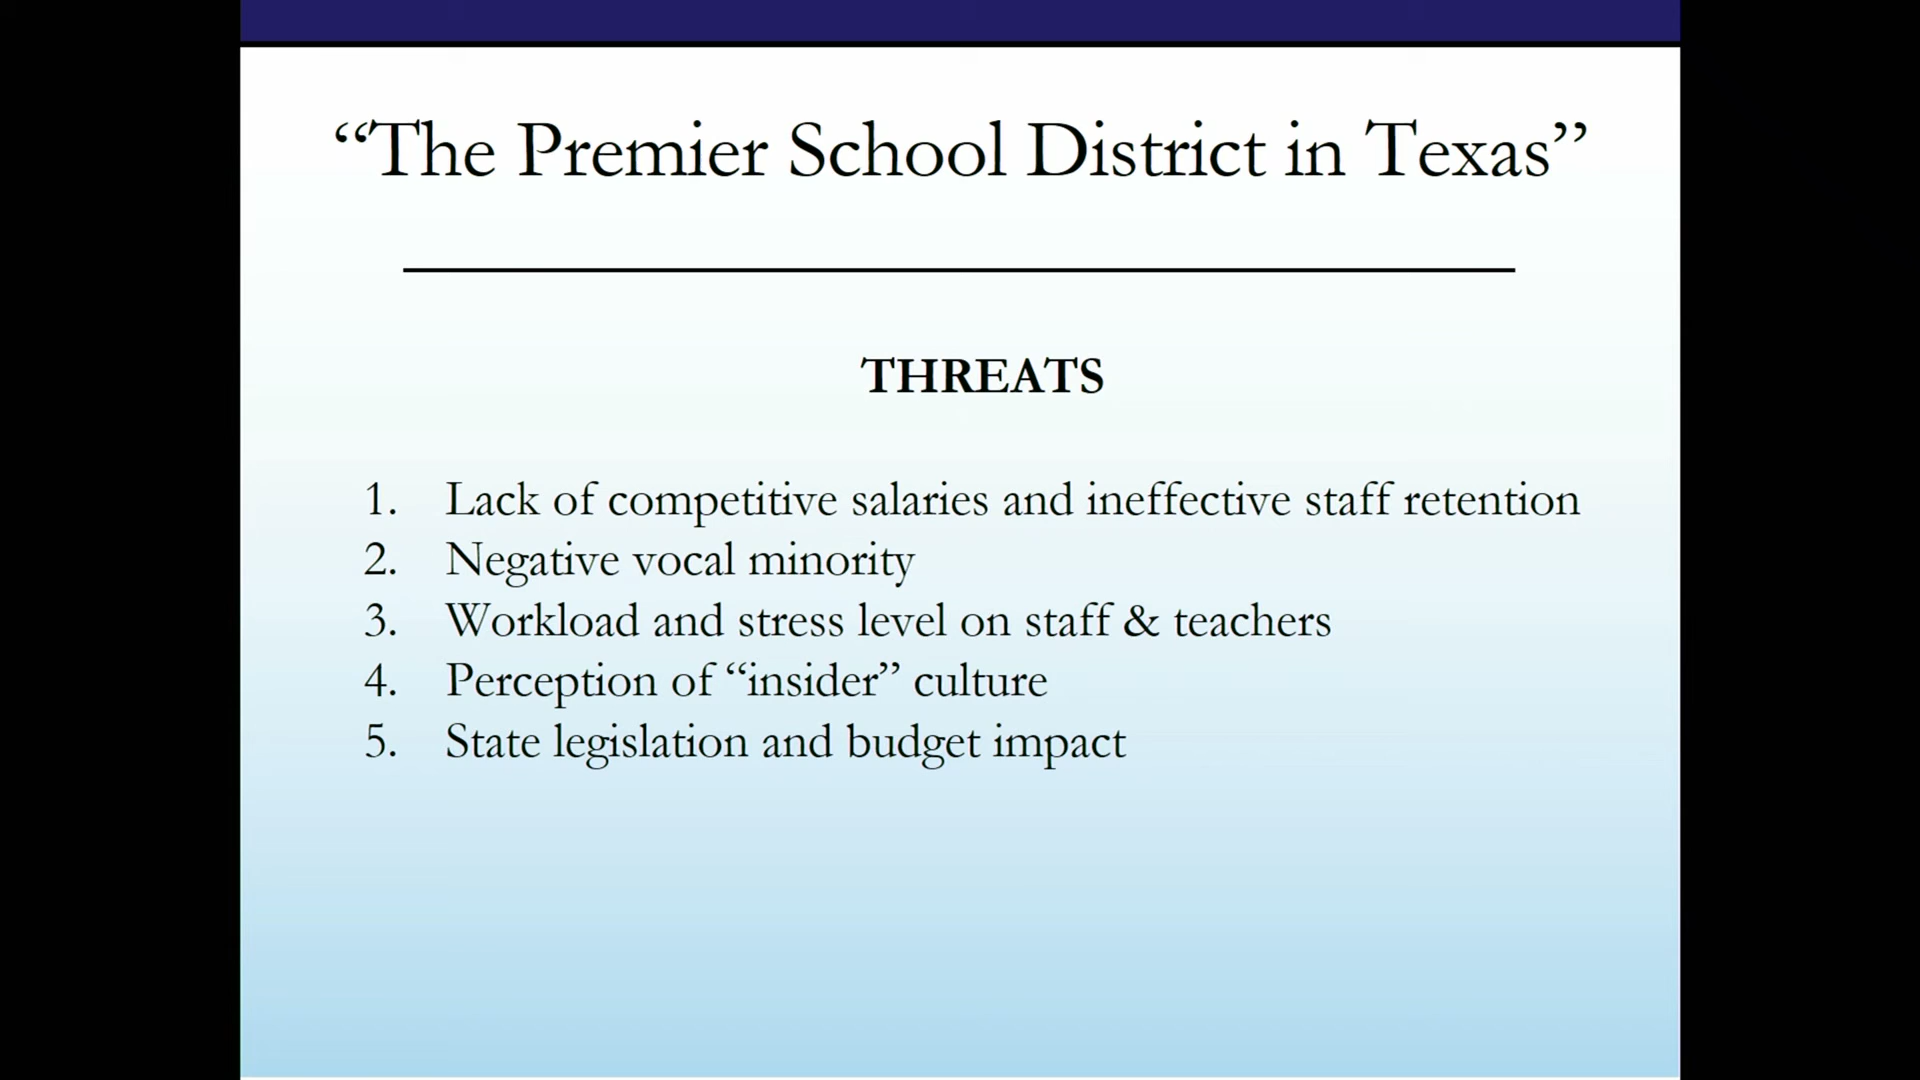 “The Premier School District in Texas”
THREATS
1. Lack of competitive salaries and ineffective staff retention
2. Negative vocal minority
3. Workload and stress level on staff & teachers
4. Perception of “insider” culture
5. State legislation and budget impact